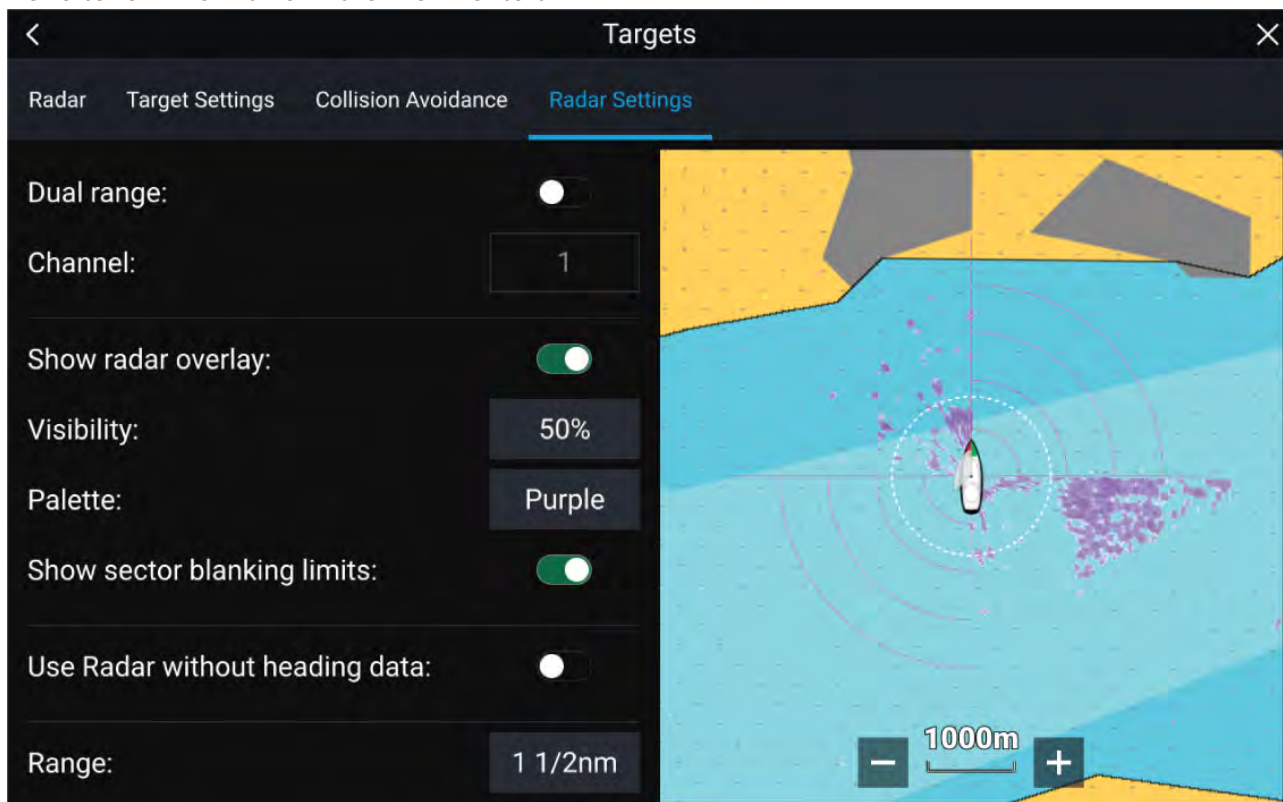 Targets
Radar Target Settings Collision Avoidance Radar Settings
Dual range:
Channel: 1
Show radar overlay:
Visibility: 50%
Palette: Purple
Show sector blanking limits:
Use Radar without heading data:
Range: 1 1/2nm
1000m